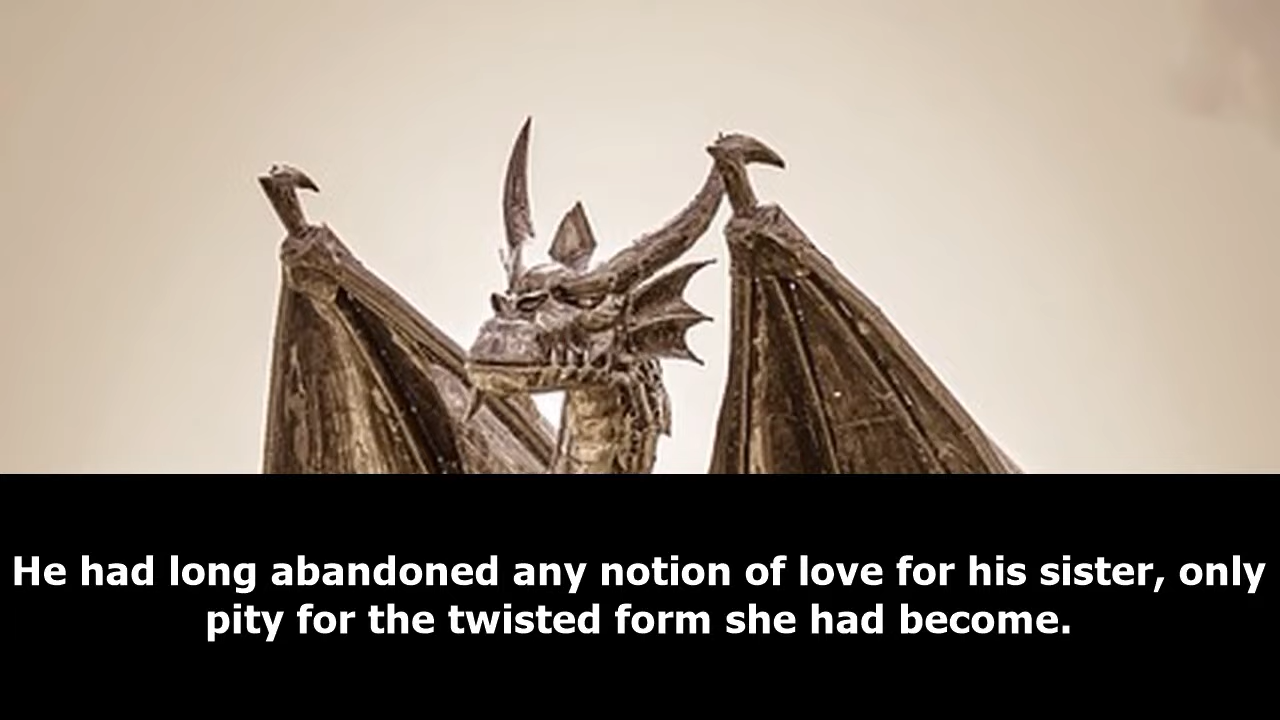 He had long abandoned any notion of love for his sister, only
pity for the twisted form she had become.